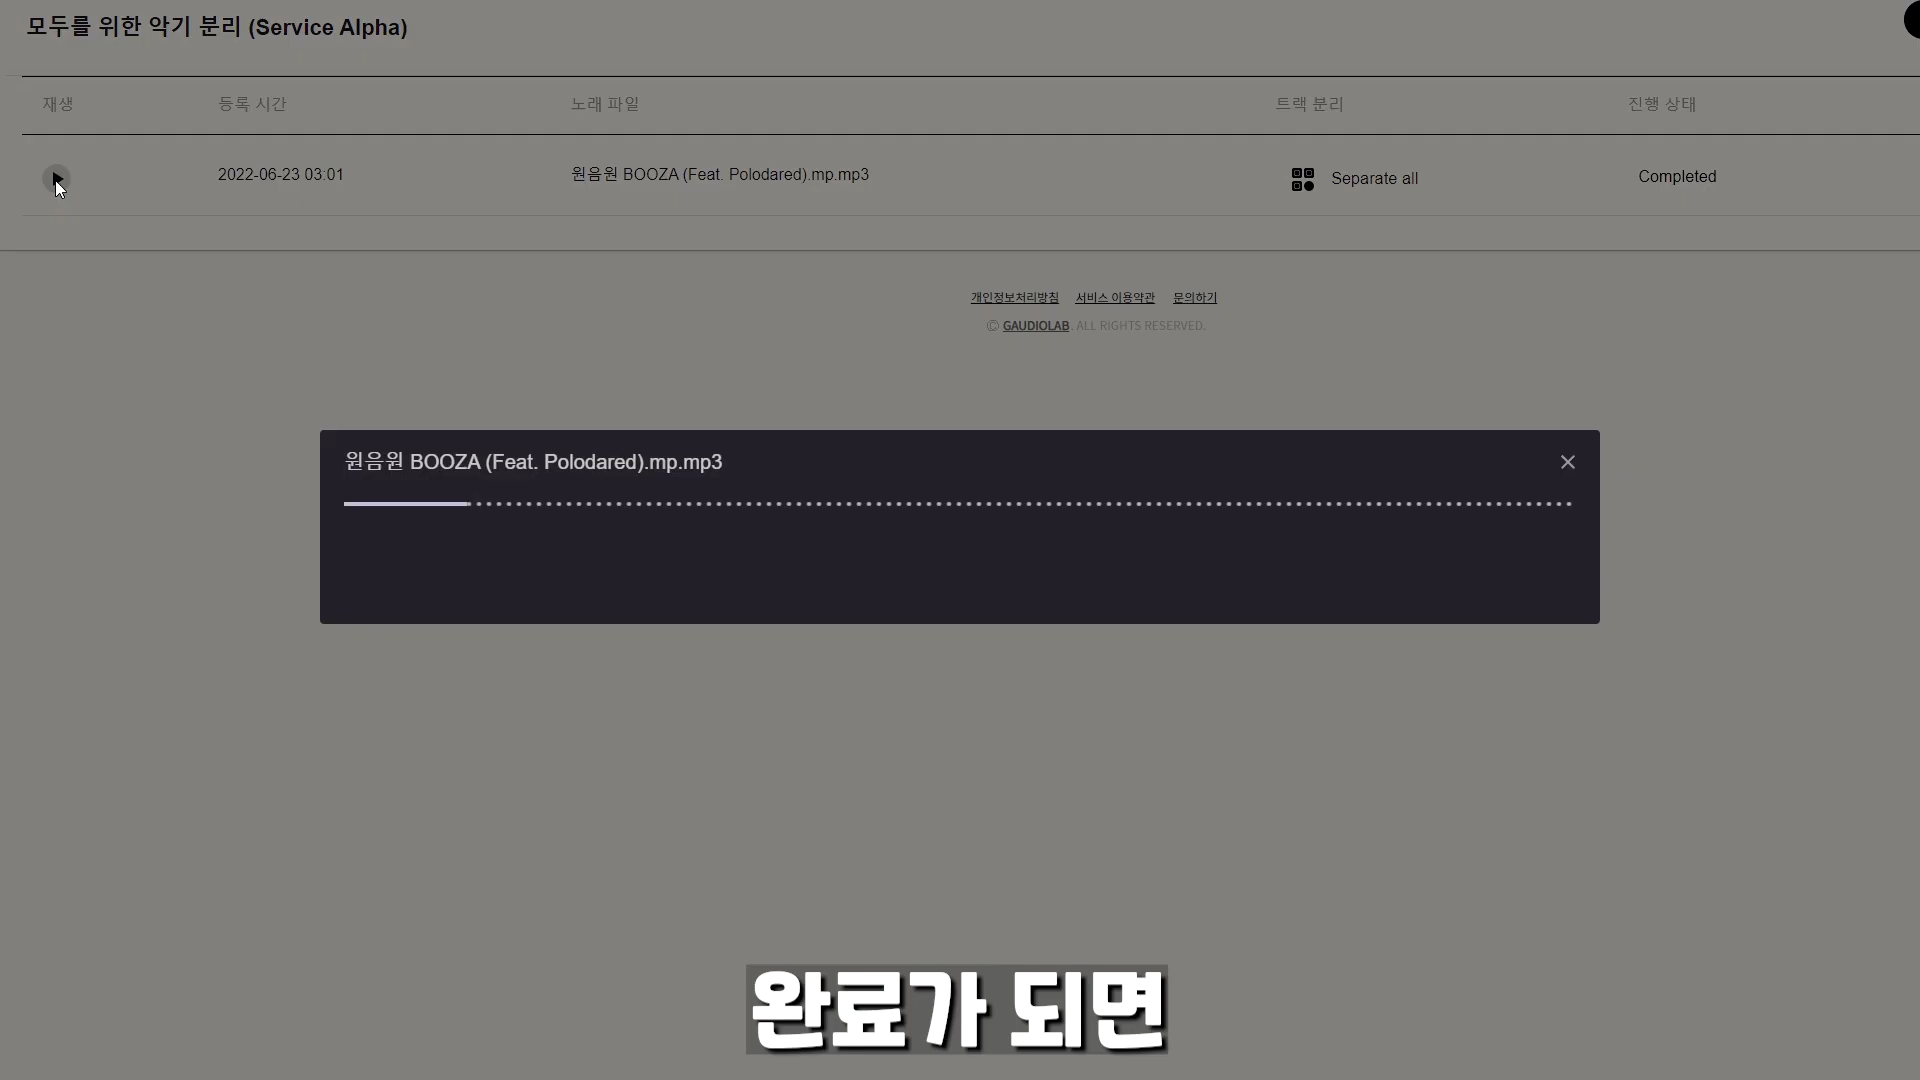 모두를 위한 악기 분리 (Service Alpha)
재생 등록 시간 노래 파일 트랙 분리 진행 상태
2022-06-23 03:01 원음원 BOOZA (Feat. Polodared).mp.mp3 Separate all Completed
개인정보처리방침 서비스 이용약관 문의하기
© GAUDIOLAB. ALL RIGHTS RESERVED.
원음원 BOOZA (Feat. Polodared).mp.mp3
완료가 되면